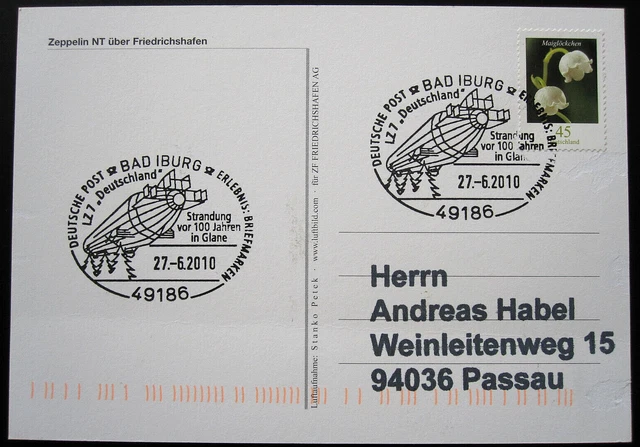 Zeppelin NT über Friedrichshafen
DEUTSCHE POST BAD IBURG ERLEBNIS: BRIEFMARKEN
LZ 7 „Deutschland"
Strandung
vor 100 Jahren
in Glane
27.-6.2010
49186
Luftaufnahme: Stanko Petek · www.luftbild.com · für ZF FRIEDRICHSHAFEN AG
Maiglöckchen
45
Deutschland
DEUTSCHE POST BAD IBURG ERLEBNIS: BRIEFMARKEN
LZ 7 „Deutschland"
Strandung
vor 100 Jahren
in Glane
27.-6.2010
49186
Herrn
Andreas Habel
Weinleitenweg 15
94036 Passau